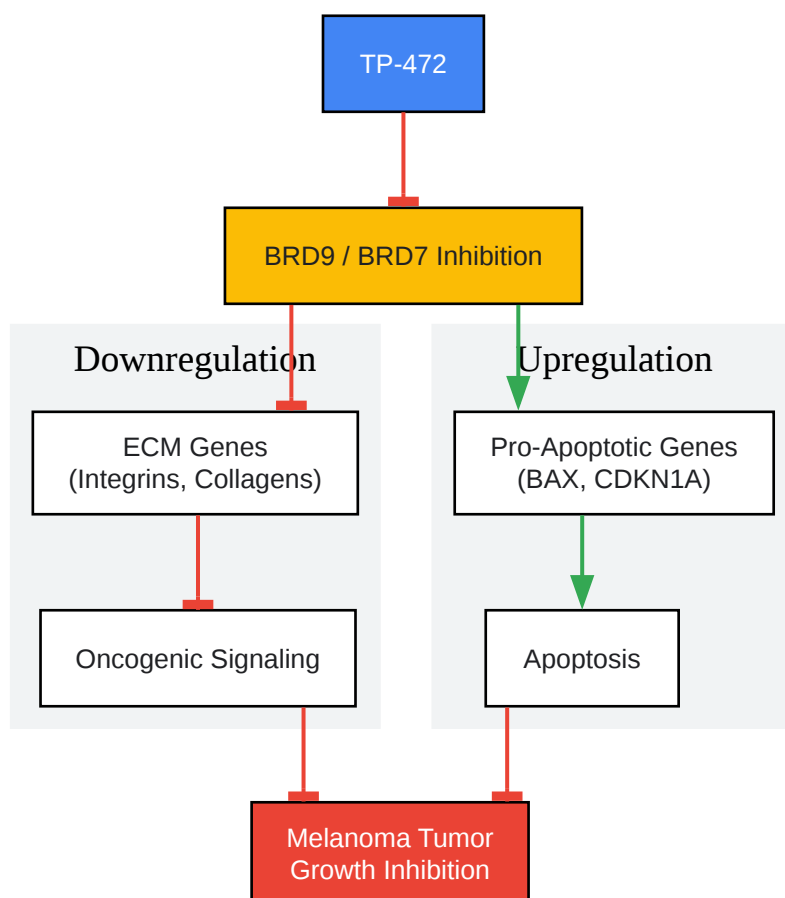 TP-472
BRD9 / BRD7 Inhibition
Downregulation
ECM Genes
(Integrins, Collagens)
Oncogenic Signaling
Upregulation
Pro-Apoptotic Genes
(BAX, CDKN1A)
Apoptosis
Melanoma Tumor
Growth Inhibition